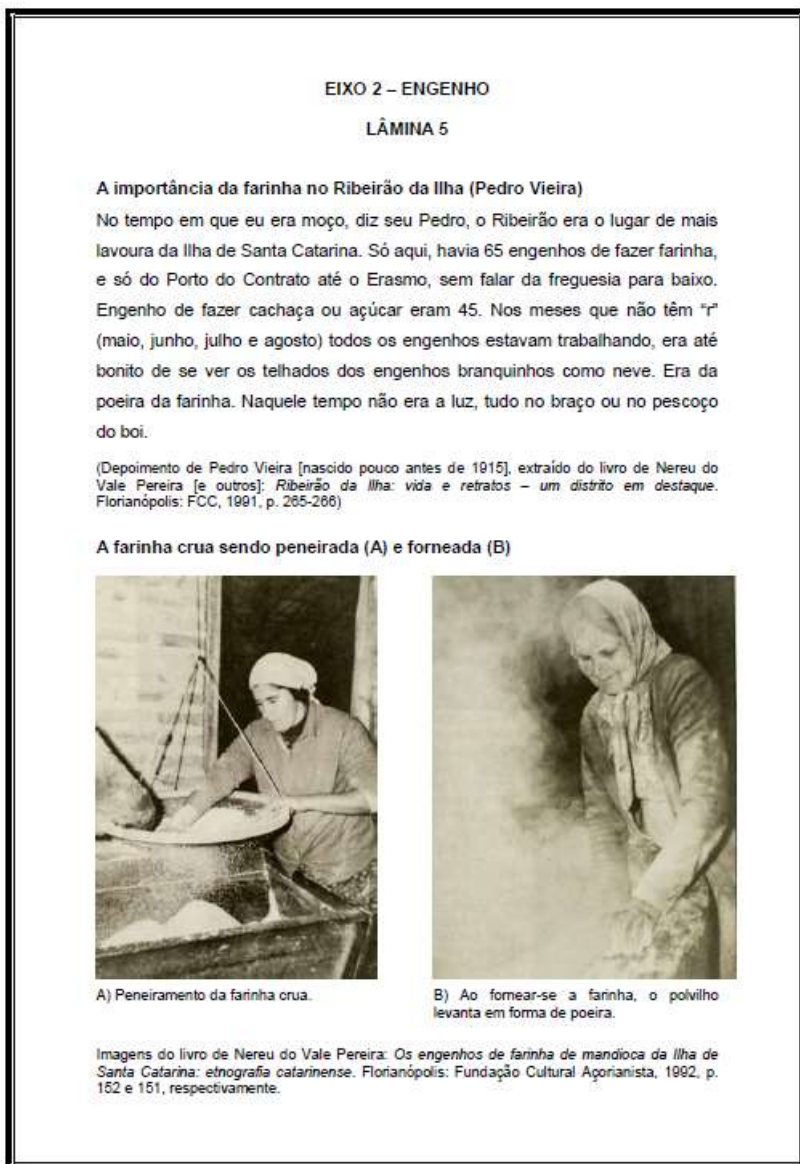 EIXO 2 – ENGENHO
LÂMINA 5
A importância da farinha no Ribeirão da Ilha (Pedro Vieira)
No tempo em que eu era moço, diz seu Pedro, o Ribeirão era o lugar de mais
lavoura da Ilha de Santa Catarina. Só aqui, havia 65 engenhos de fazer farinha,
e só do Porto do Contrato até o Erasmo, sem falar da freguesia para baixo.
Engenho de fazer cachaça ou açúcar eram 45. Nos meses que não têm “r”
(maio, junho, julho e agosto) todos os engenhos estavam trabalhando, era até
bonito de se ver os telhados dos engenhos branquinhos como neve. Era da
poeira da farinha. Naquele tempo não era a luz, tudo no braço ou no pescoço
do boi.
(Depoimento de Pedro Vieira [nascido pouco antes de 1915], extraído do livro de Nereu do
Vale Pereira [e outros]: Ribeirão da Ilha: vida e retratos – um distrito em destaque.
Florianópolis: FCC, 1991, p. 265-266)
A farinha crua sendo peneirada (A) e forneada (B)
A) Peneiramento da farinha crua.
B) Ao fornear-se a farinha, o polvilho
levanta em forma de poeira.
Imagens do livro de Nereu do Vale Pereira: Os engenhos de farinha de mandioca da Ilha de
Santa Catarina: etnografia catarinense. Florianópolis: Fundação Cultural Açorianista, 1992, p.
152 e 151, respectivamente.